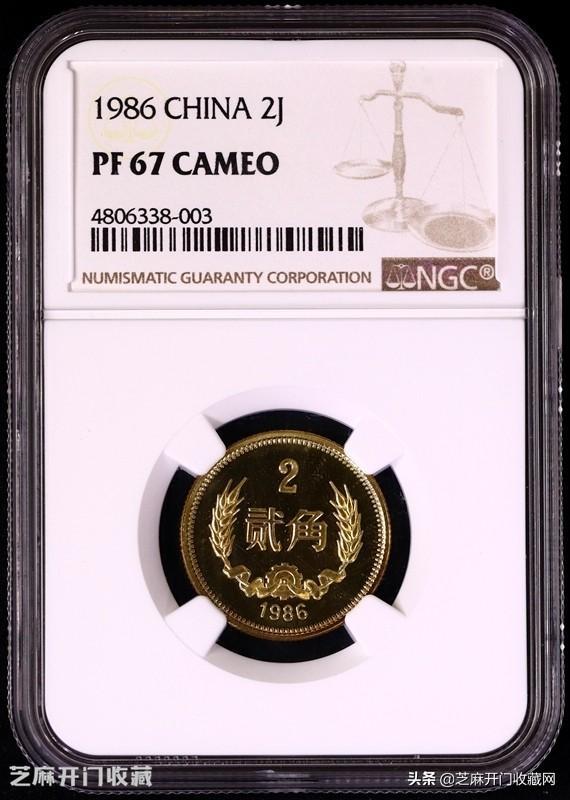 1986 CHINA 2J
PF 67 CAMEO
4806338-003
NUMISMATIC GUARANTY CORPORATION
NGC®
2
贰角
1986
芝麻开门收藏
头条 @芝麻开门收藏网